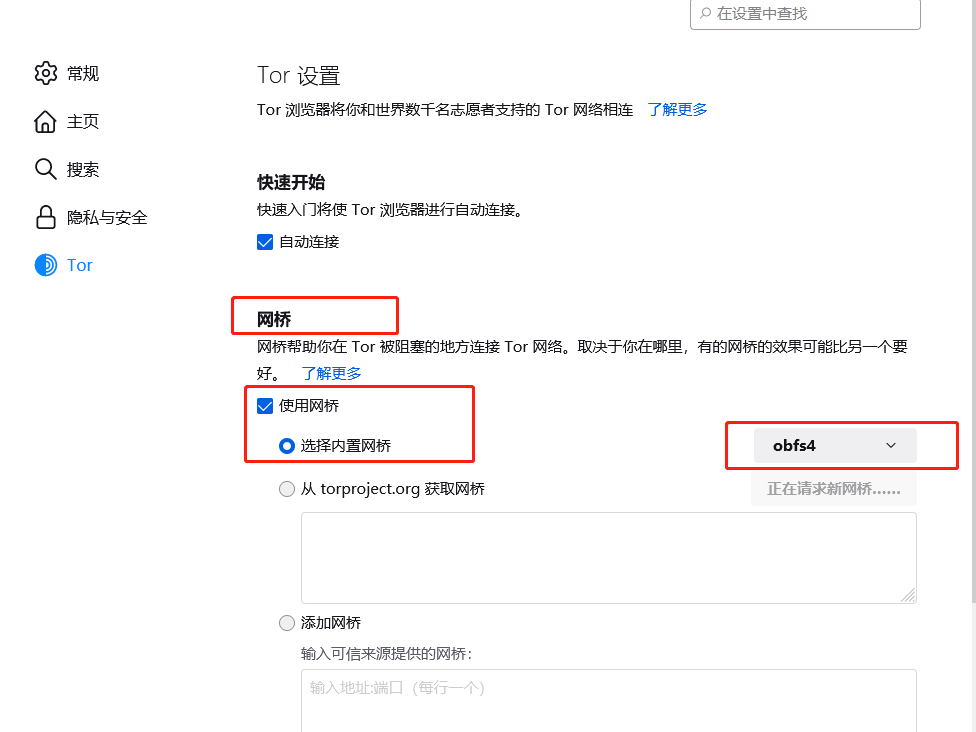 在设置中查找
常规
主页
搜索
隐私与安全
Tor
Tor 设置
Tor 浏览器将你和世界数千名志愿者支持的 Tor 网络相连 了解更多
快速开始
快速入门将使 Tor 浏览器进行自动连接。
自动连接
网桥
网桥帮助你在 Tor 被阻塞的地方连接 Tor 网络。取决于你在哪里，有的网桥的效果可能比另一个要
好。 了解更多
使用网桥
选择内置网桥
obfs4
从 torproject.org 获取网桥
正在请求新网桥……
添加网桥
输入可信来源提供的网桥：
输入地址:端口（每行一个）